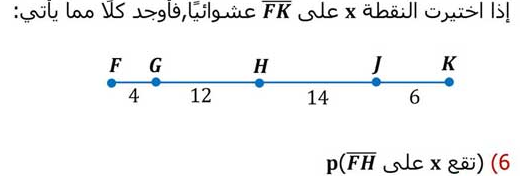 إذا اختيرت النقطة x على FK عشوائيًا,فأوجد كلًا مما يأتي:
F G H J K
4 12 14 6
6) p(FH تقع x على)